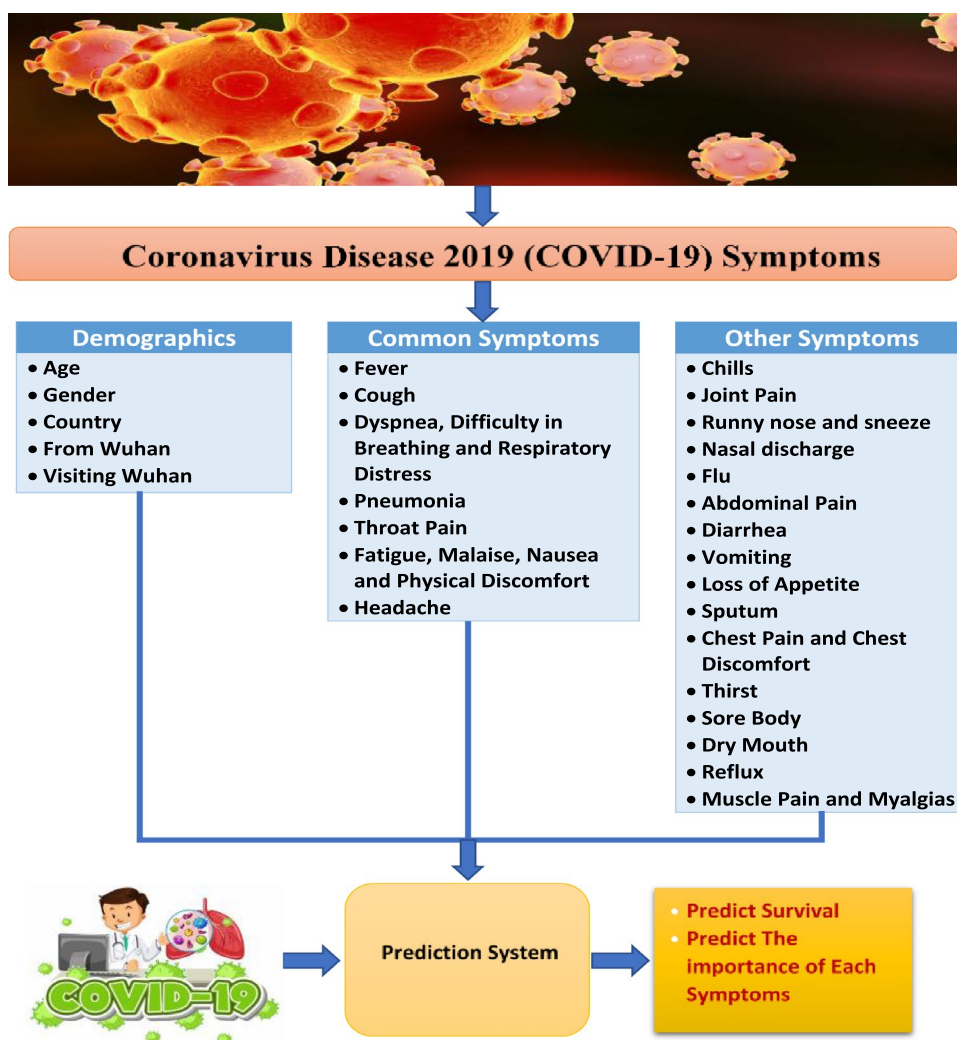 Coronavirus Disease 2019 (COVID-19) Symptoms
Demographics
• Age
• Gender
• Country
• From Wuhan
• Visiting Wuhan
Common Symptoms
• Fever
• Cough
• Dyspnea, Difficulty in
Breathing and Respiratory
Distress
• Pneumonia
• Throat Pain
• Fatigue, Malaise, Nausea
and Physical Discomfort
• Headache
Other Symptoms
• Chills
• Joint Pain
• Runny nose and sneeze
• Nasal discharge
• Flu
• Abdominal Pain
• Diarrhea
• Vomiting
• Loss of Appetite
• Sputum
• Chest Pain and Chest
Discomfort
• Thirst
• Sore Body
• Dry Mouth
• Reflux
• Muscle Pain and Myalgias
COVID-19
Prediction System
• Predict Survival
• Predict The
importance of Each
Symptoms